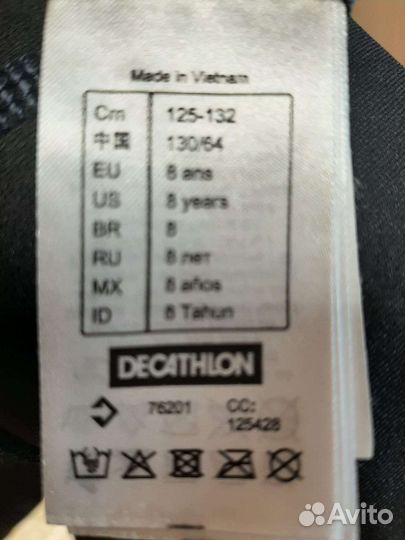 Made in Vietnam
Cm 125-132
中国 130/64
EU 8 ans
US 8 years
BR 8
RU 8 лет
MX 8 años
ID 8 Tahun
DECATHLON
76201 CC:
125428
Avito